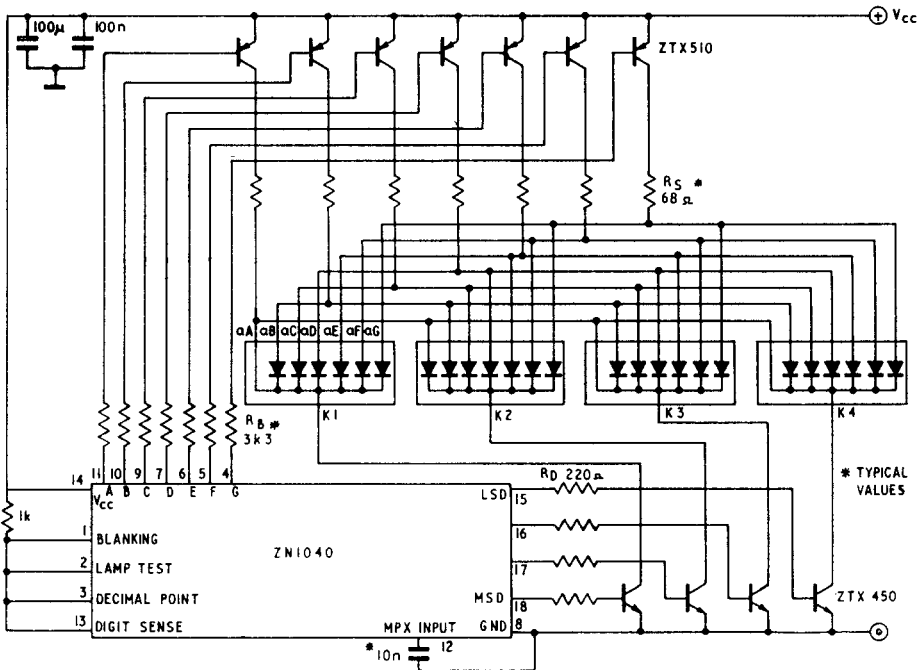 100μ
100n
VCC
ZTX510
RS *
68 Ω
aA aB aC aD aE aF aG
K1
K2
K3
K4
RB *
3k3
11 10 9 7 6 5 4
A B C D E F G
14
VCC
1k
1
BLANKING
2
LAMP TEST
3
DECIMAL POINT
13
DIGIT SENSE
ZN1040
RD 220Ω
LSD
15
16
17
MSD
18
GND
8
MPX INPUT
12
* 10n
* TYPICAL
VALUES
ZTX 450